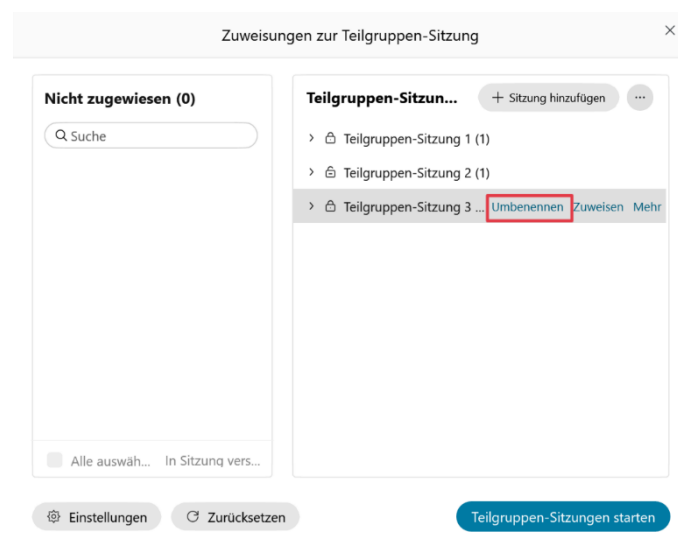 Zuweisungen zur Teilgruppen-Sitzung
Nicht zugewiesen (0)
Suche
Alle auswäh... In Sitzung vers...
Teilgruppen-Sitzun... + Sitzung hinzufügen ...
Teilgruppen-Sitzung 1 (1)
Teilgruppen-Sitzung 2 (1)
Teilgruppen-Sitzung 3 ... Umbenennen Zuweisen Mehr
Einstellungen Zurücksetzen Teilgruppen-Sitzungen starten